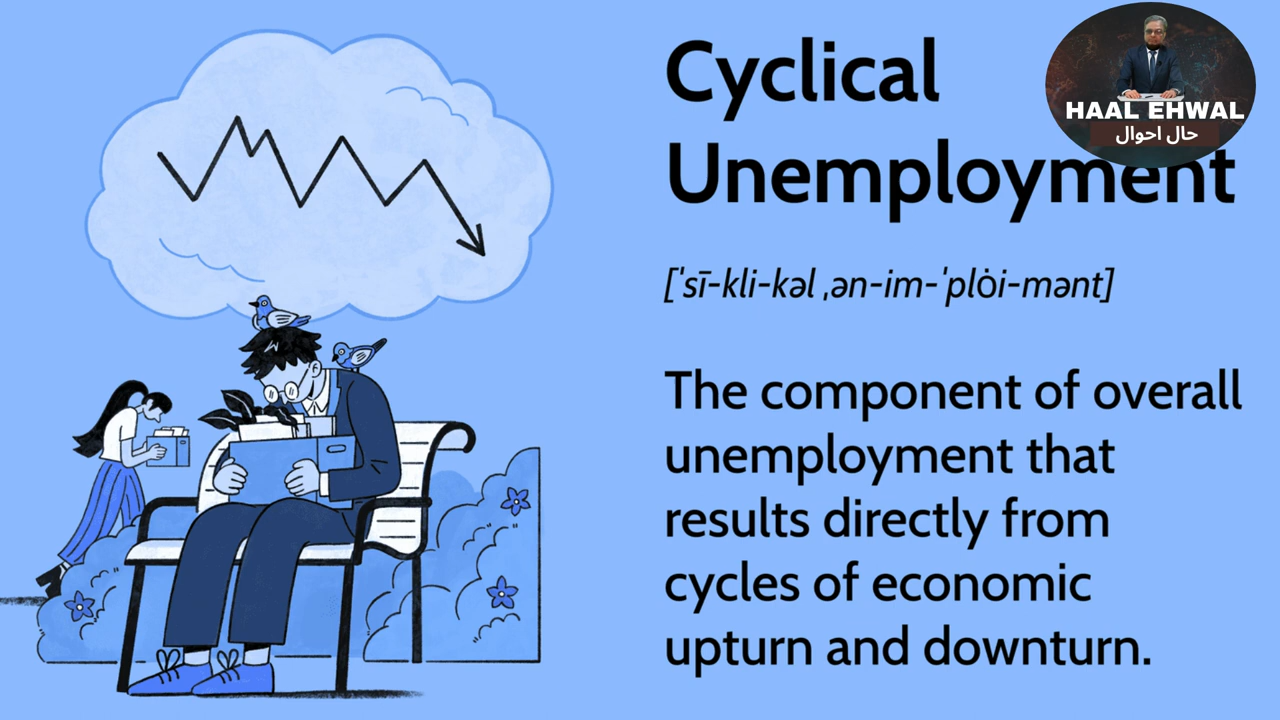 Cyclical
Unemployment
[ˈsī-kli-kəl ˌən-im-ˈplȯi-mənt]
The component of overall
unemployment that
results directly from
cycles of economic
upturn and downturn.
HAAL EHWAL
حال احوال